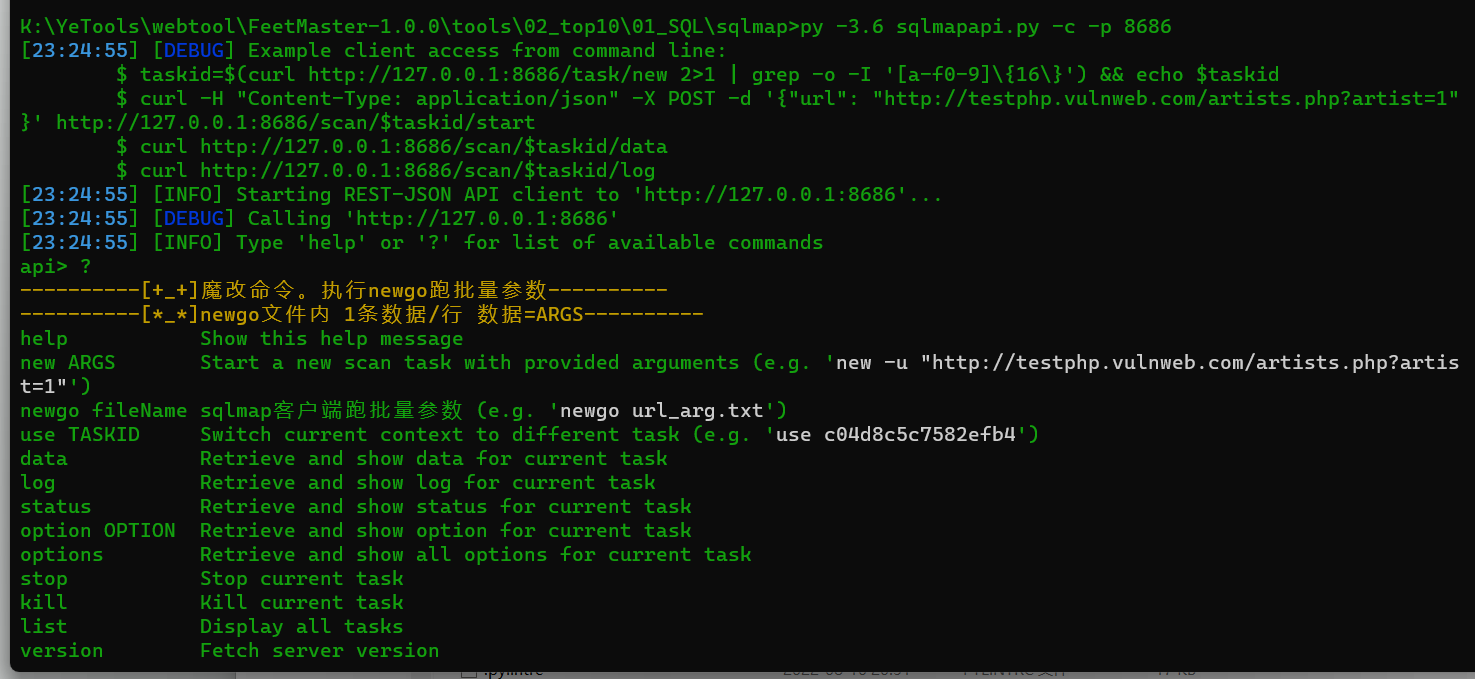 K:\YeTools\webtool\FeetMaster-1.0.0\tools\02_top10\01_SQL\sqlmap>py -3.6 sqlmapapi.py -c -p 8686
[23:24:55] [DEBUG] Example client access from command line:
$ taskid=$(curl http://127.0.0.1:8686/task/new 2>1 | grep -o -I '[a-f0-9]\{16\}') && echo $taskid
$ curl -H "Content-Type: application/json" -X POST -d '{"url": "http://testphp.vulnweb.com/artists.php?artist=1"
}' http://127.0.0.1:8686/scan/$taskid/start
$ curl http://127.0.0.1:8686/scan/$taskid/data
$ curl http://127.0.0.1:8686/scan/$taskid/log
[23:24:55] [INFO] Starting REST-JSON API client to 'http://127.0.0.1:8686'...
[23:24:55] [DEBUG] Calling 'http://127.0.0.1:8686'
[23:24:55] [INFO] Type 'help' or '?' for list of available commands
api> ?
----------[+_+]魔改命令。执行newgo跑批量参数----------
----------[*_*]newgo文件内 1条数据/行 数据=ARGS----------
help Show this help message
new ARGS Start a new scan task with provided arguments (e.g. 'new -u "http://testphp.vulnweb.com/artists.php?artis
t=1"')
newgo fileName sqlmap客户端跑批量参数 (e.g. 'newgo url_arg.txt')
use TASKID Switch current context to different task (e.g. 'use c04d8c5c7582efb4')
data Retrieve and show data for current task
log Retrieve and show log for current task
status Retrieve and show status for current task
option OPTION Retrieve and show option for current task
options Retrieve and show all options for current task
stop Stop current task
kill Kill current task
list Display all tasks
version Fetch server version